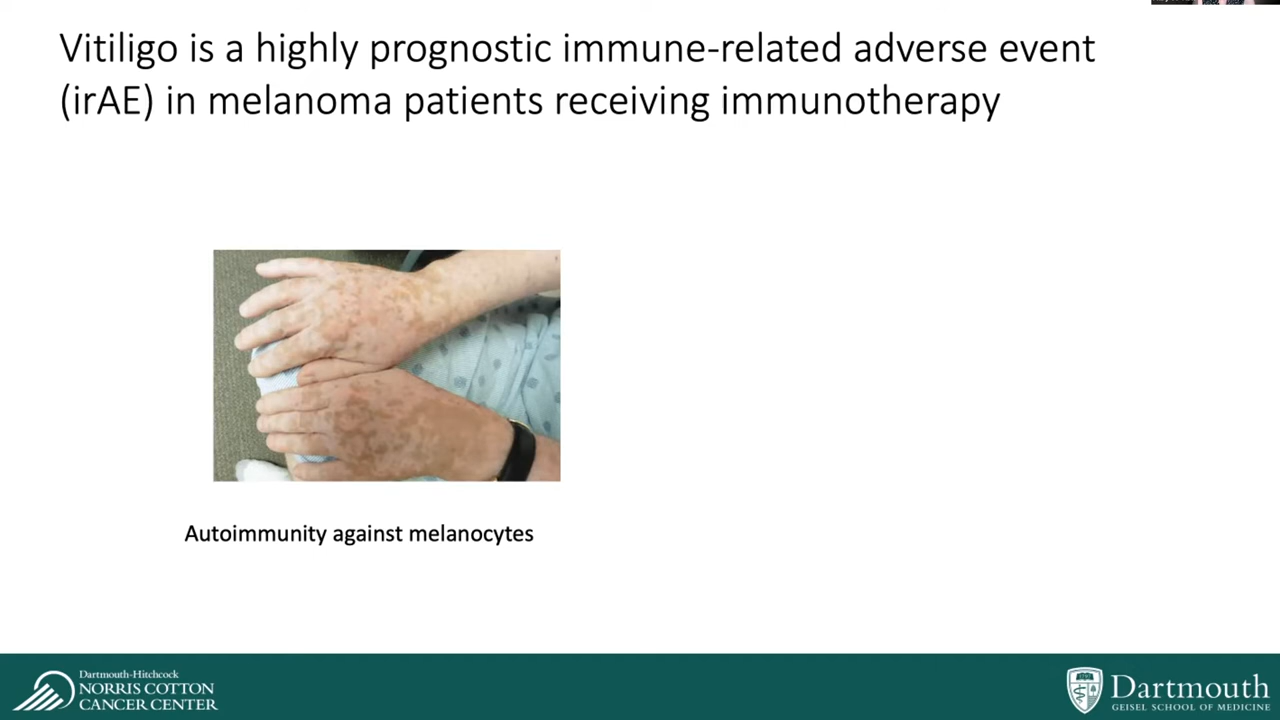 Vitiligo is a highly prognostic immune-related adverse event
(irAE) in melanoma patients receiving immunotherapy
Autoimmunity against melanocytes
Dartmouth-Hitchcock
NORRIS COTTON
CANCER CENTER
Dartmouth
GEISEL SCHOOL OF MEDICINE